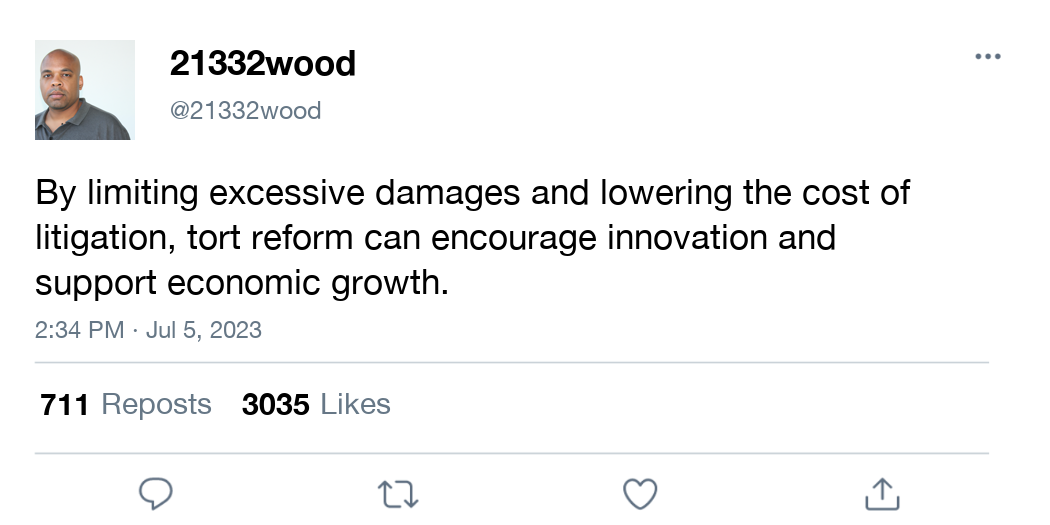 21332wood
@21332wood
By limiting excessive damages and lowering the cost of
litigation, tort reform can encourage innovation and
support economic growth.
2:34 PM · Jul 5, 2023
711 Reposts 3035 Likes